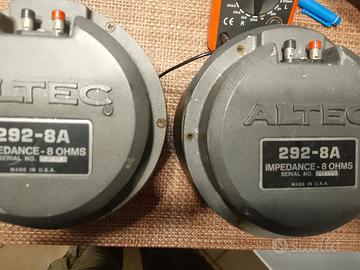 ALTEC
292-8A
PEDANCE - 8 OHMS
SERIAL NO.
MADE IN U.S.A.
ALTEC
292-8A
IMPEDANCE - 8 OHMS
SERIAL NO.
MADE IN U.S.A.